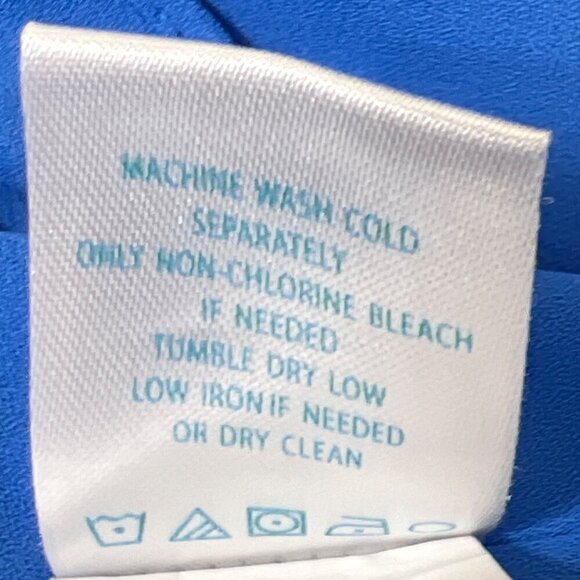 MACHINE WASH COLD
SEPARATELY
ONLY NON-CHLORINE BLEACH
IF NEEDED
TUMBLE DRY LOW
LOW IRON IF NEEDED
OR DRY CLEAN